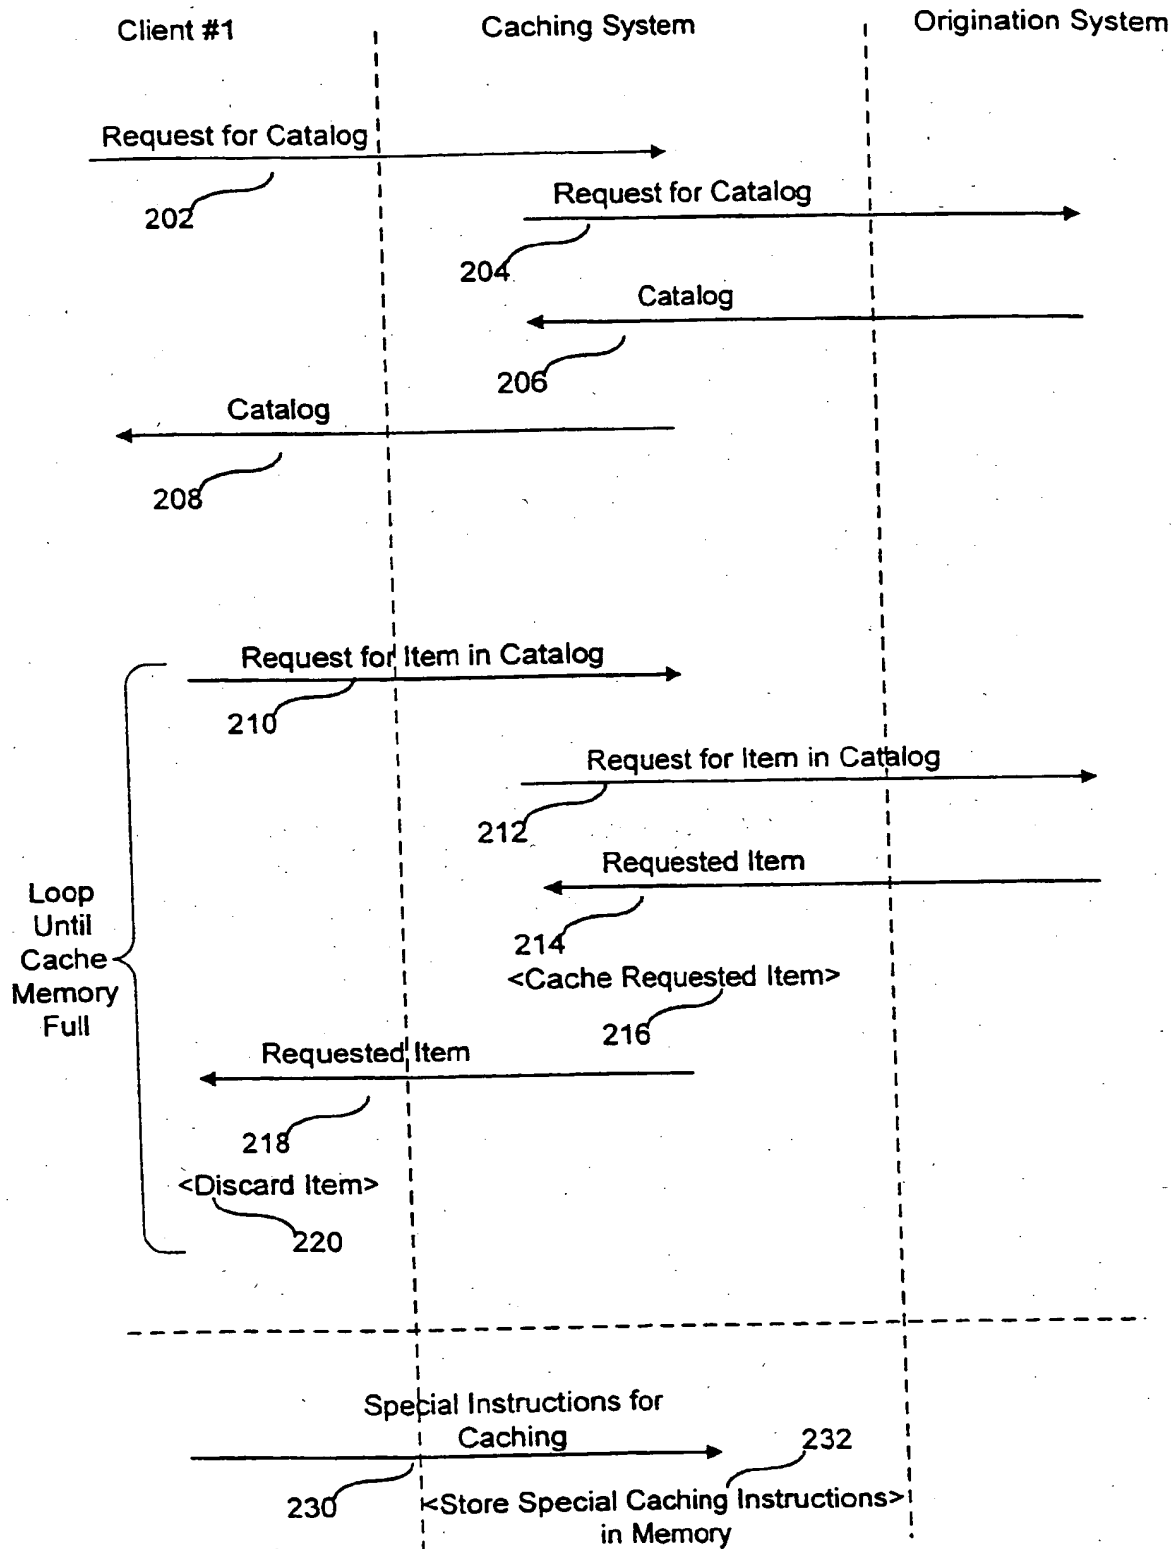 Client #1
Caching System
Origination System
Request for Catalog
202
Request for Catalog
204
Catalog
206
Catalog
208
Request for Item in Catalog
210
Request for Item in Catalog
212
Requested Item
214
<Cache Requested Item>
216
Loop
Until
Cache
Memory
Full
Requested Item
218
<Discard Item>
220
Special Instructions for
Caching
230
232
<Store Special Caching Instructions>
in Memory